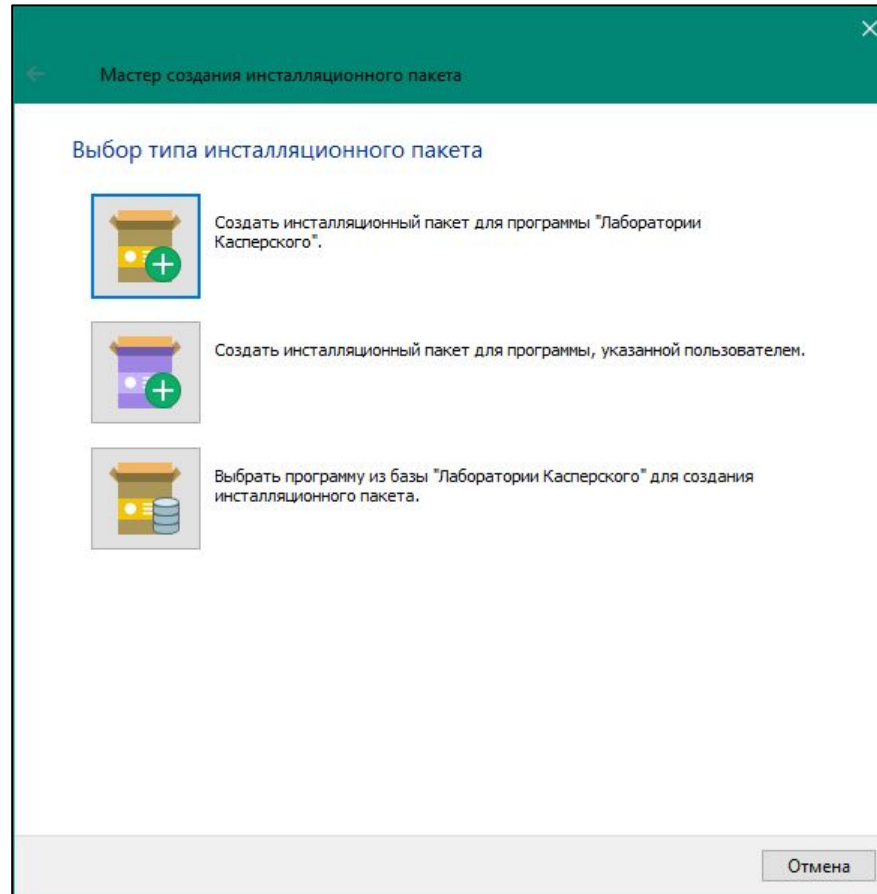 Мастер создания инсталляционного пакета
Выбор типа инсталляционного пакета
Создать инсталляционный пакет для программы "Лаборатории
Касперского".
Создать инсталляционный пакет для программы, указанной пользователем.
Выбрать программу из базы "Лаборатории Касперского" для создания
инсталляционного пакета.
Отмена